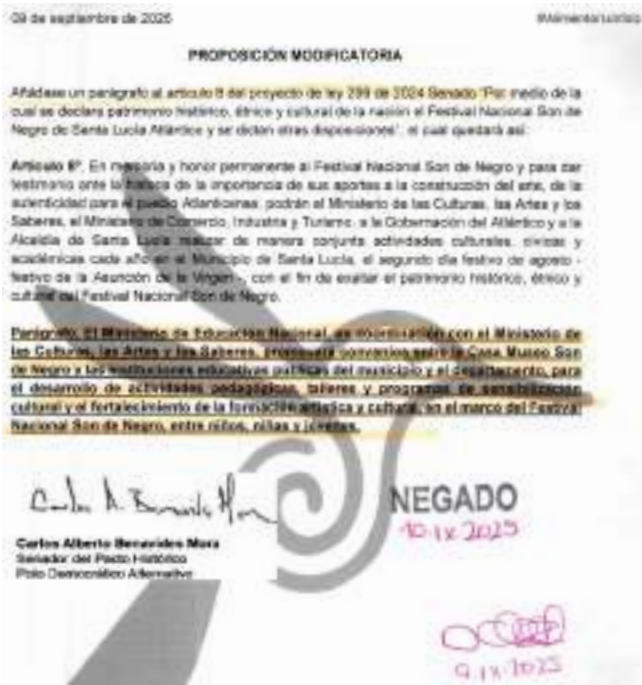 09 de septiembre de 2025
PROPOSICIÓN MODIFICATORIA
Añádase un parágrafo al artículo 8 del proyecto de ley 299 de 2024 Senado "Por medio de la
cual se declara patrimonio histórico, étnico y cultural de la nación el Festival Nacional Son de
Negro de Santa Lucía Atlántico y se dictan otras disposiciones", el cual quedará así:
Artículo 8º. En memoria y honor permanente al Festival Nacional Son de Negro y para dar
testimonio ante la historia de la importancia de sus aportes a la construcción del arte, de la
autenticidad para el pueblo Atlanticense, podrán el Ministerio de las Culturas, las Artes y los
Saberes, el Ministerio de Comercio, Industria y Turismo, a la Gobernación del Atlántico y a la
Alcaldía de Santa Lucía realizar de manera conjunta actividades culturales, cívicas y
académicas cada año en el Municipio de Santa Lucía, el segundo día festivo de agosto -
festivo de la Asunción de la Virgen -, con el fin de exaltar el patrimonio histórico, étnico y
cultural del Festival Nacional Son de Negro.
Parágrafo. El Ministerio de Educación Nacional, en coordinación con el Ministerio de
las Culturas, las Artes y los Saberes, promoverá convenios entre la Casa Museo Son
de Negro y las instituciones educativas públicas del municipio y el departamento, para
el desarrollo de actividades pedagógicas, talleres y programas de sensibilización
cultural y el fortalecimiento de la formación artística y cultural, en el marco del Festival
Nacional Son de Negro, entre niños, niñas y jóvenes.
NEGADO
10.IX.2025
Carlos Alberto Benavides Mora
Senador del Pacto Histórico
Polo Democrático Alternativo
9.IX.2025